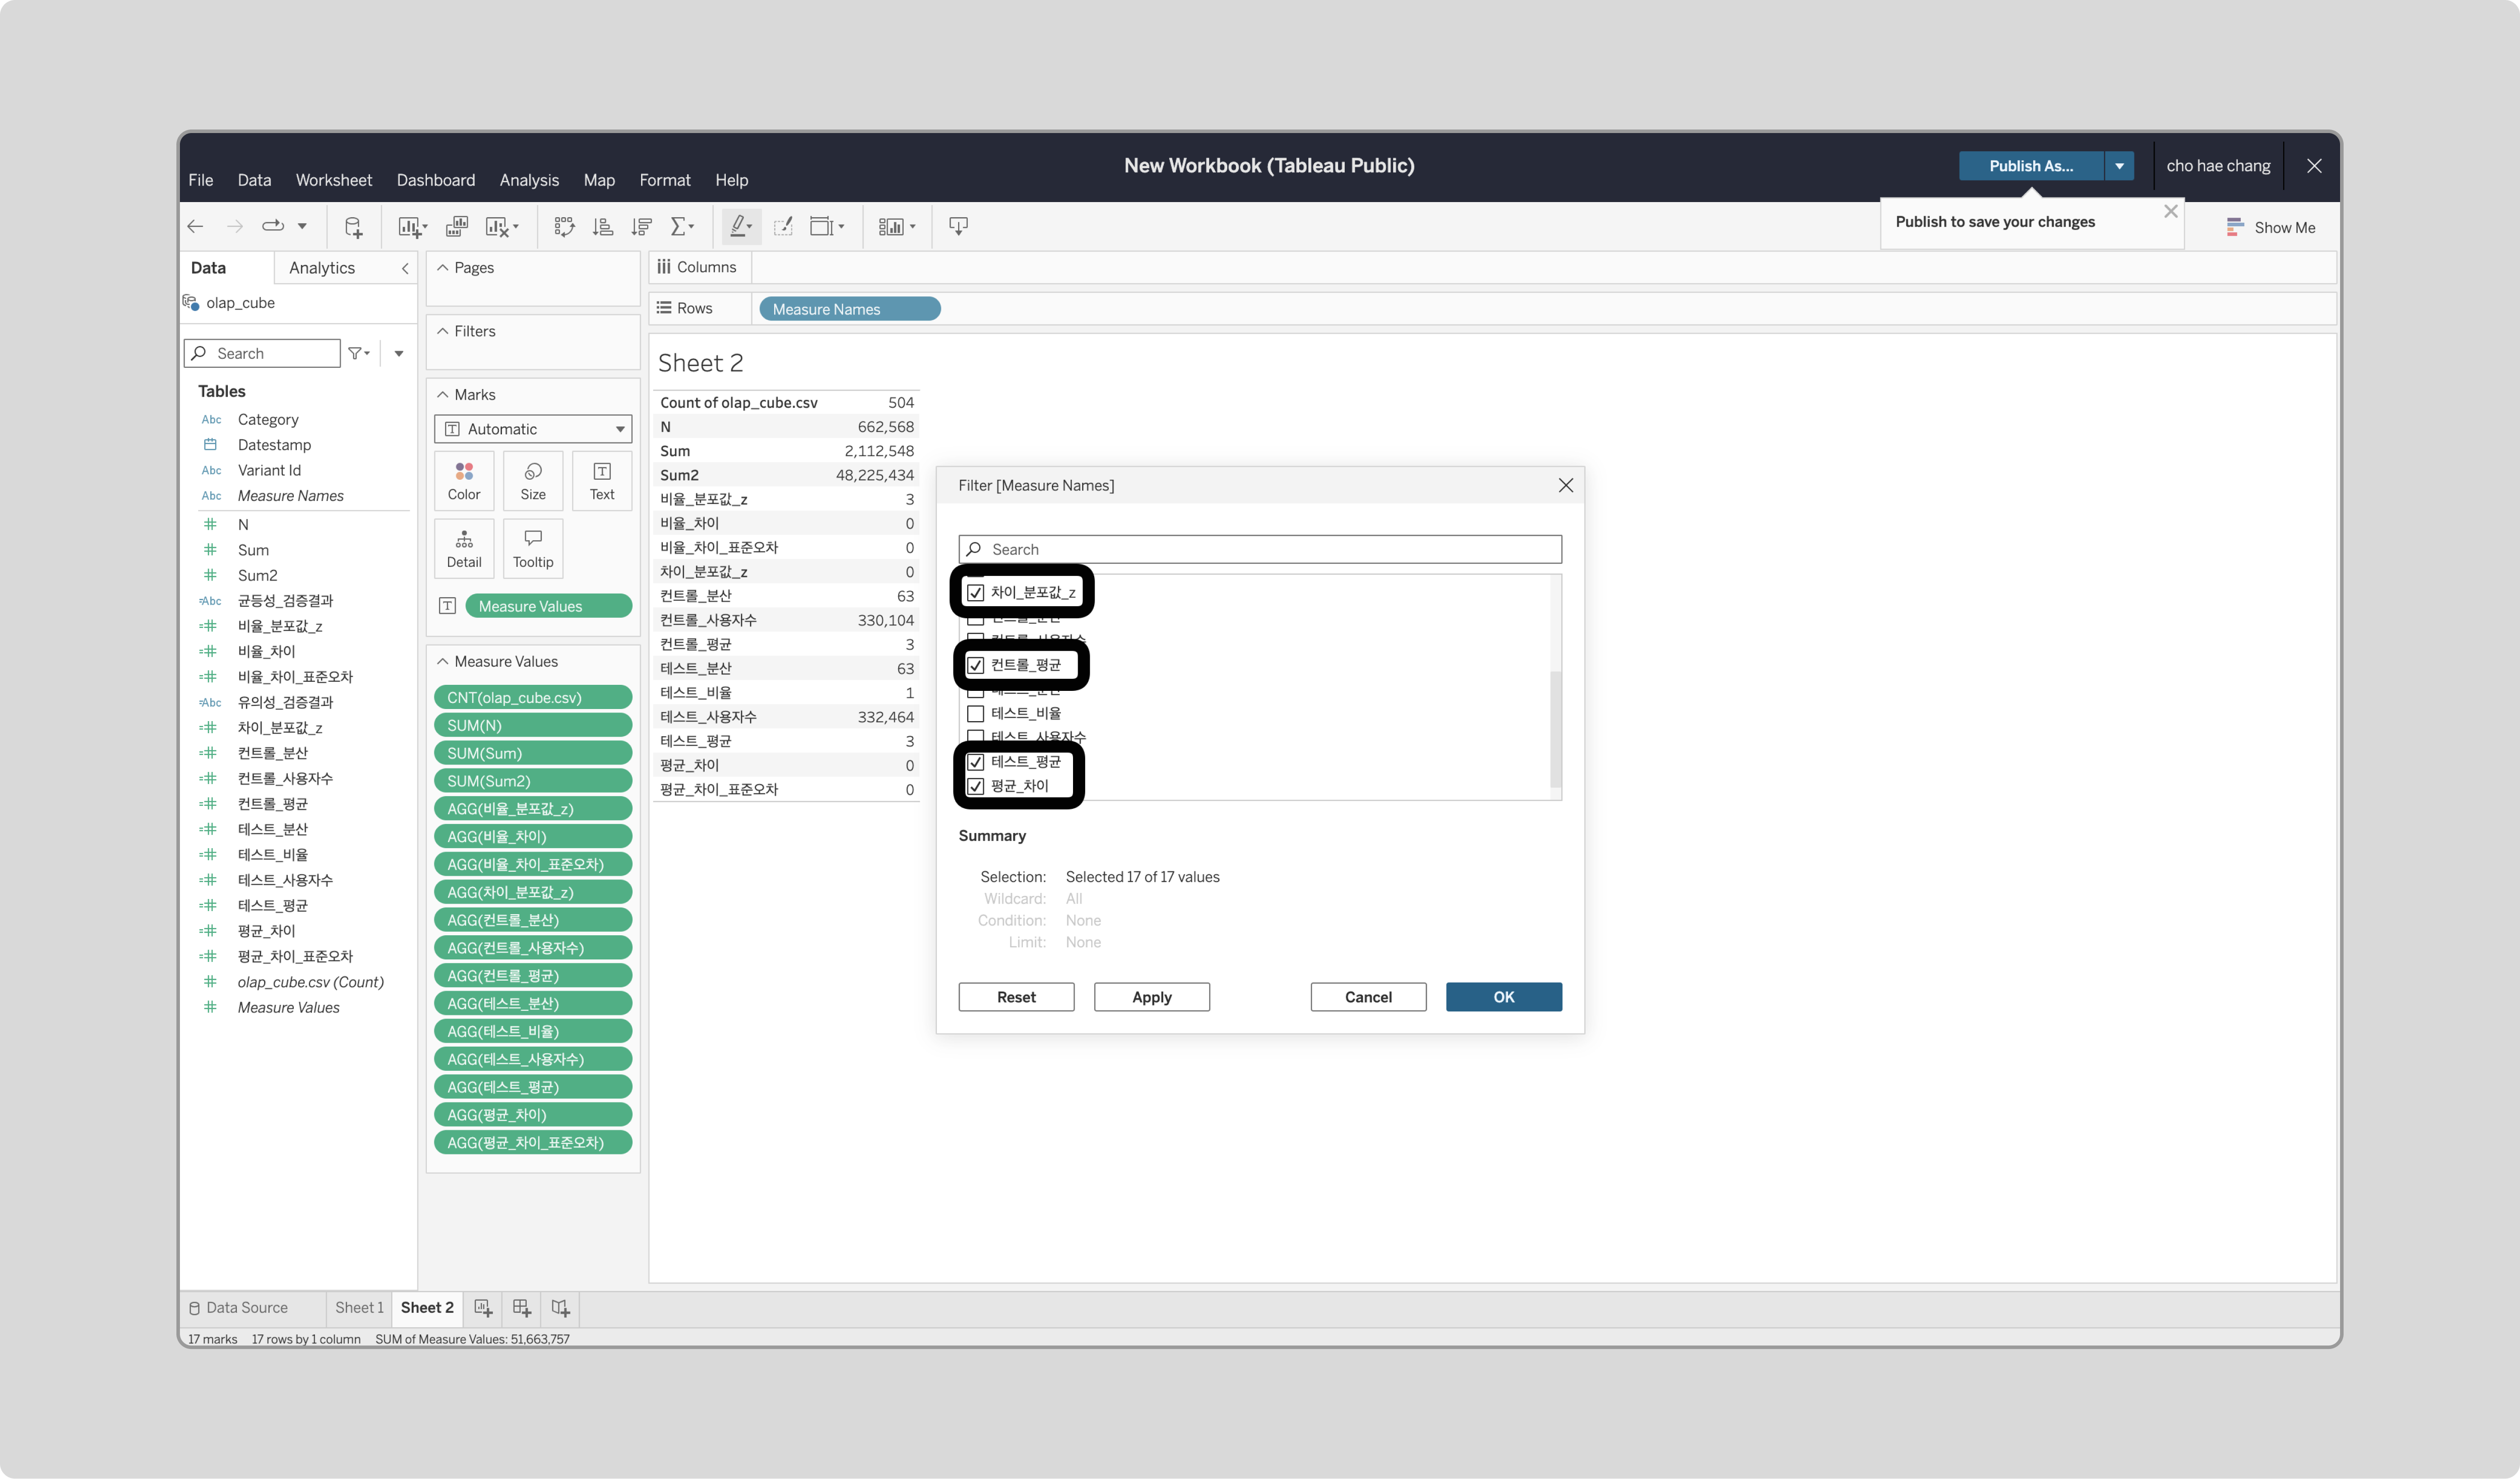 New Workbook (Tableau Public)
Publish As...
cho hae chang
File Data Worksheet Dashboard Analysis Map Format Help
Publish to save your changes
Show Me
Data
Analytics
olap_cube
Search
Tables
Abc Category
Datestamp
Abc Variant Id
Abc Measure Names
N
Sum
Sum2
=Abc 균등성_검증결과
비율_분포값_z
비율_차이
비율_차이_표준오차
=Abc 유의성_검증결과
차이_분포값_z
컨트롤_분산
컨트롤_사용자수
컨트롤_평균
테스트_분산
테스트_비율
테스트_사용자수
테스트_평균
평균_차이
평균_차이_표준오차
olap_cube.csv (Count)
Measure Values
Pages
Filters
Marks
Automatic
Color Size Text
Detail Tooltip
Measure Values
Measure Values
CNT(olap_cube.csv)
SUM(N)
SUM(Sum)
SUM(Sum2)
AGG(비율_분포값_z)
AGG(비율_차이)
AGG(비율_차이_표준오차)
AGG(차이_분포값_z)
AGG(컨트롤_분산)
AGG(컨트롤_사용자수)
AGG(컨트롤_평균)
AGG(테스트_분산)
AGG(테스트_비율)
AGG(테스트_사용자수)
AGG(테스트_평균)
AGG(평균_차이)
AGG(평균_차이_표준오차)
Columns
Rows
Measure Names
Sheet 2
Count of olap_cube.csv 504
N 662,568
Sum 2,112,548
Sum2 48,225,434
비율_분포값_z 3
비율_차이 0
비율_차이_표준오차 0
차이_분포값_z 0
컨트롤_분산 63
컨트롤_사용자수 330,104
컨트롤_평균 3
테스트_분산 63
테스트_비율 1
테스트_사용자수 332,464
테스트_평균 3
평균_차이 0
평균_차이_표준오차 0
Filter [Measure Names]
Search
차이_분포값_z
컨트롤_평균
테스트_비율
테스트_사용자수
테스트_평균
평균_차이
Summary
Selection: Selected 17 of 17 values
Wildcard: All
Condition: None
Limit: None
Reset
Apply
Cancel
OK
Data Source
Sheet 1
Sheet 2
17 marks 17 rows by 1 column SUM of Measure Values: 51,663,757